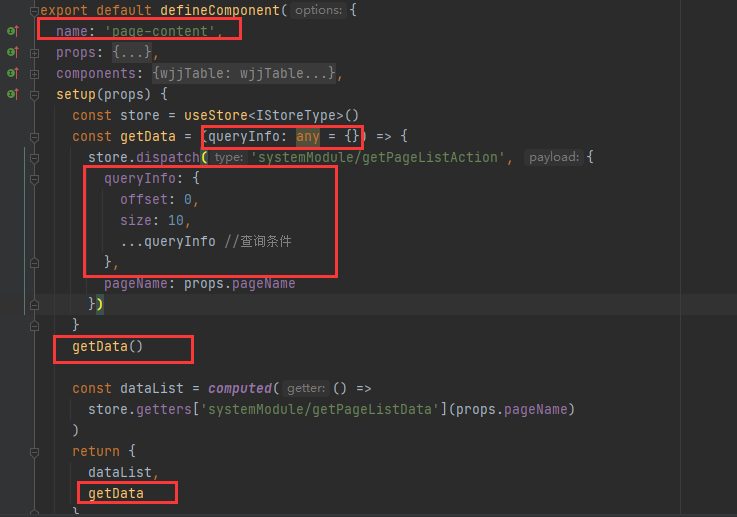 export default defineComponent( options: {
name: 'page-content',
props: {...},
components: {wjjTable: wjjTable...},
setup(props) {
const store = useStore<IStoreType>()
const getData = (queryInfo: any = {}) => {
store.dispatch( type: 'systemModule/getPageListAction', payload: {
queryInfo: {
offset: 0,
size: 10,
...queryInfo //查询条件
},
pageName: props.pageName
})
}
getData()
const dataList = computed( getter: () =>
store.getters['systemModule/getPageListData'](props.pageName)
)
return {
dataList,
getData
}